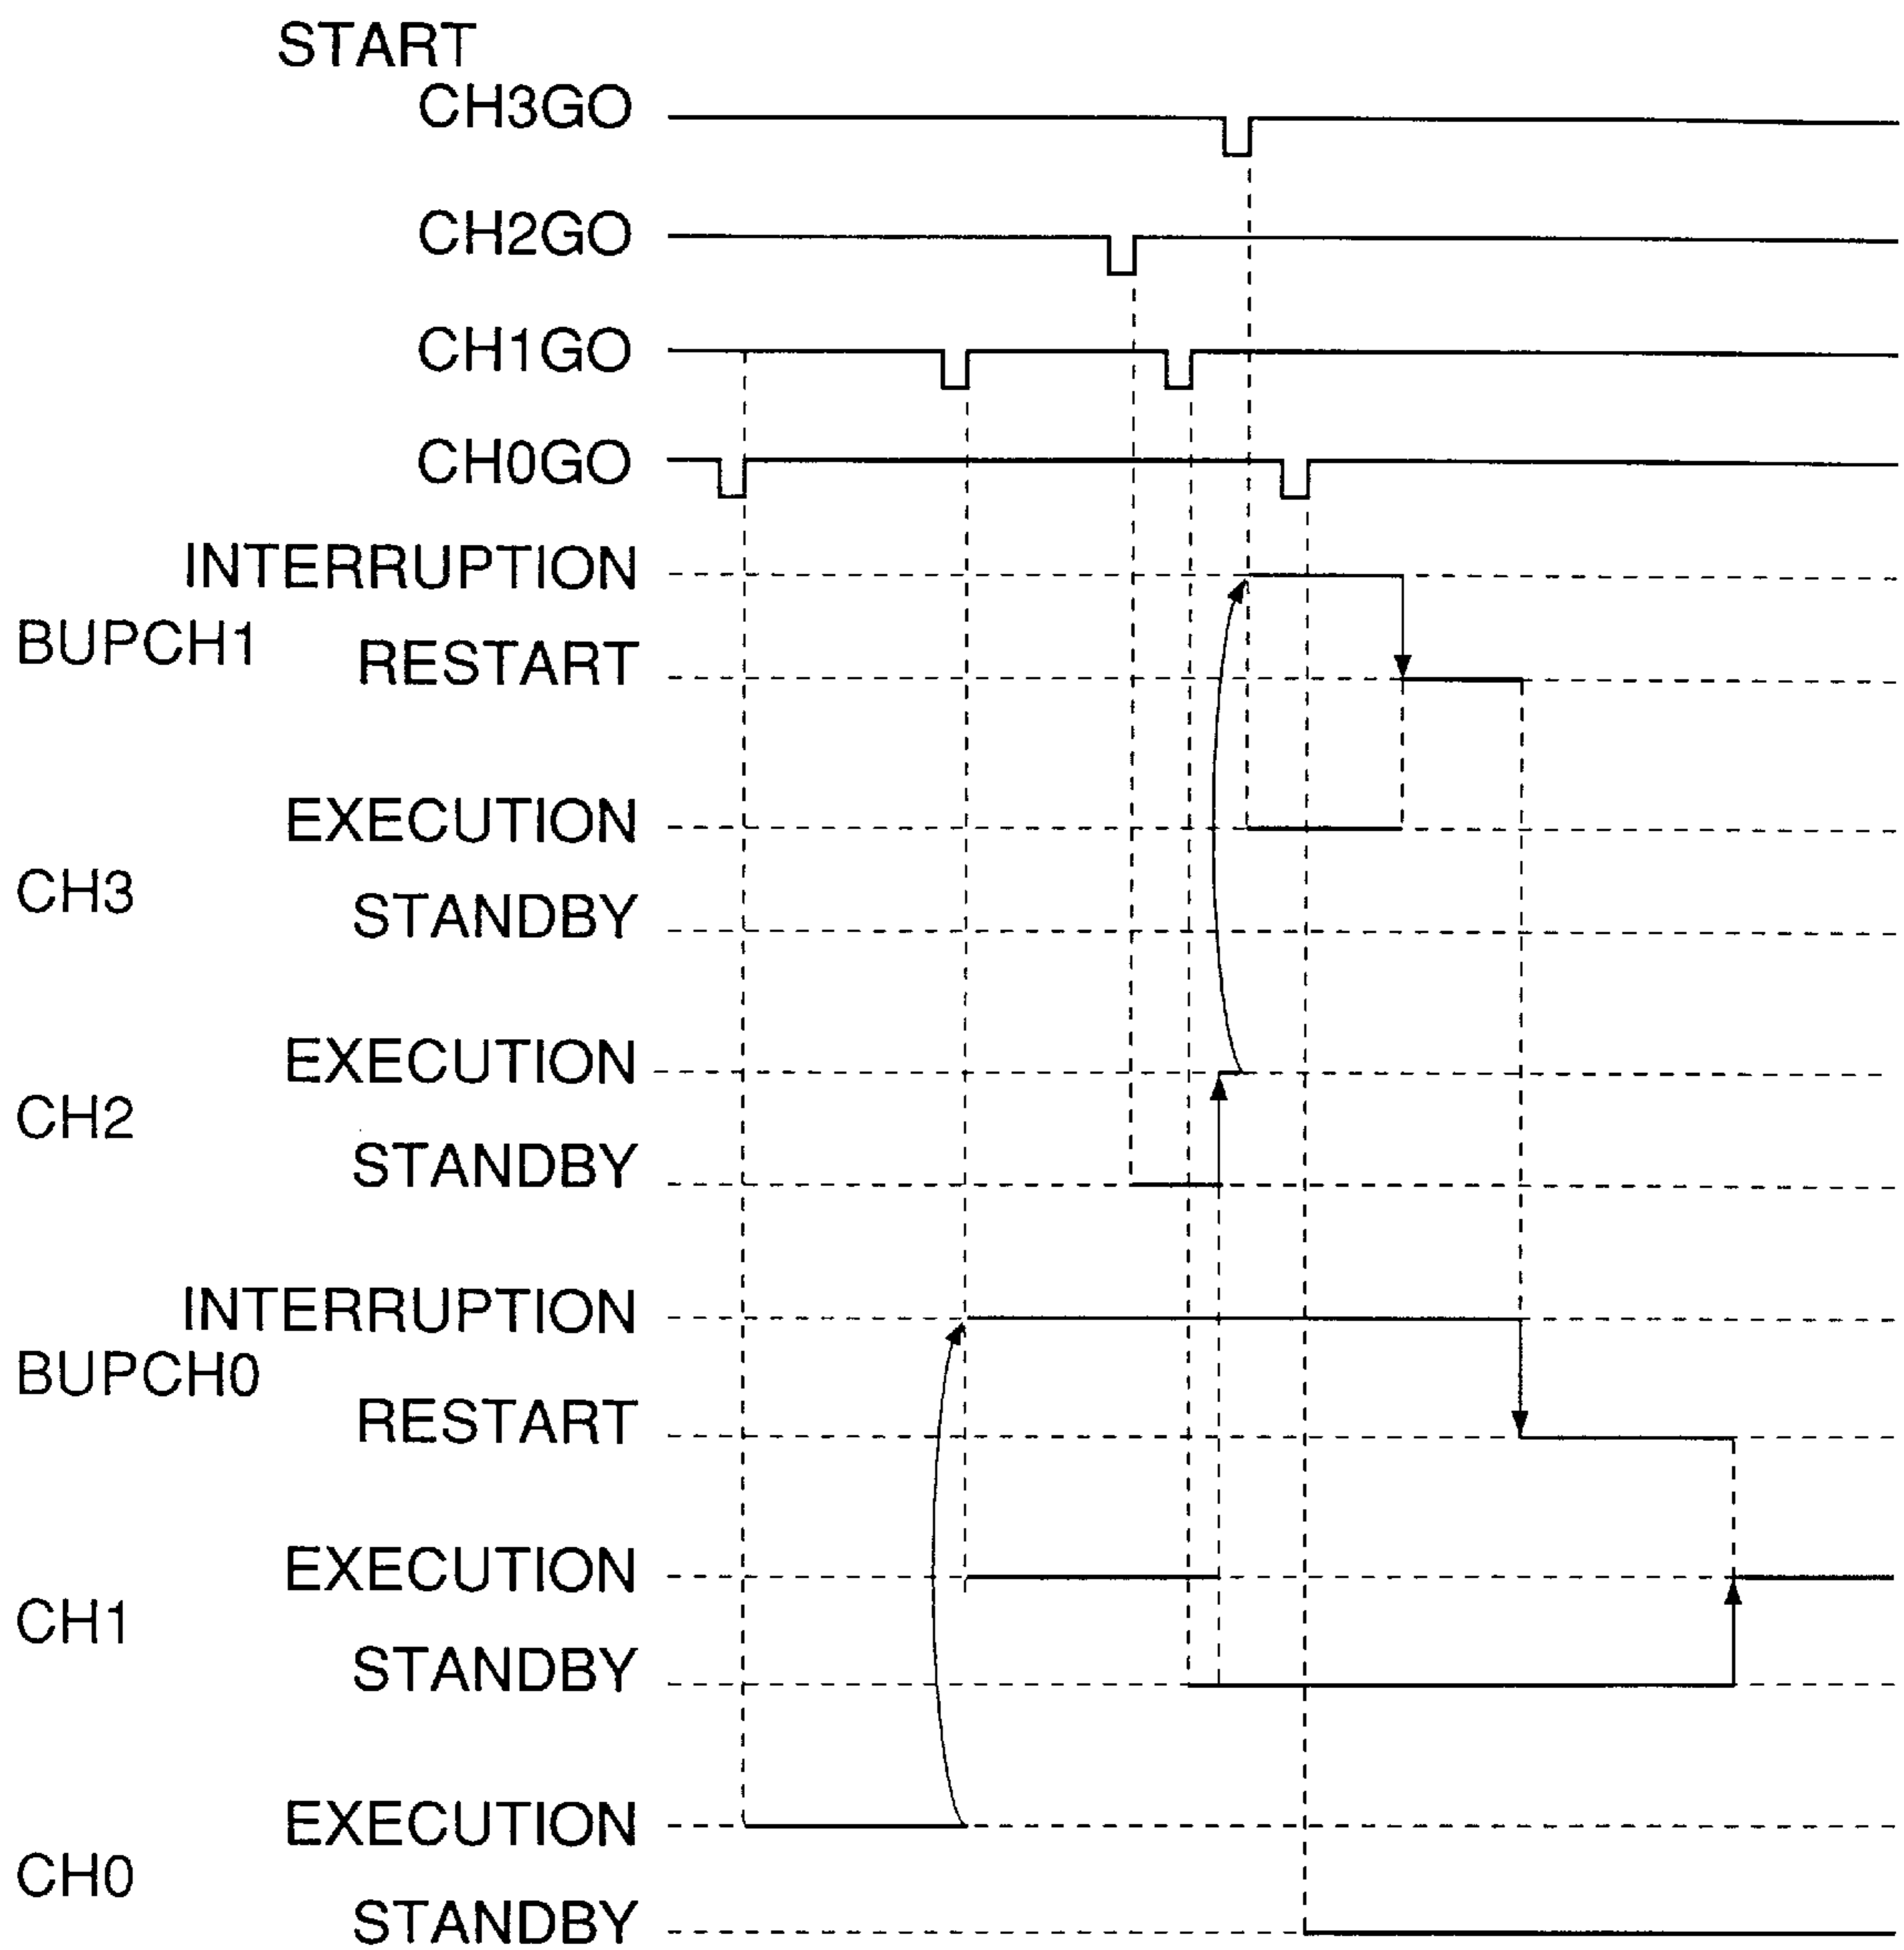 START
CH3GO
CH2GO
CH1GO
CH0GO
INTERRUPTION
BUPCH1
RESTART
EXECUTION
CH3
STANDBY
EXECUTION
CH2
STANDBY
INTERRUPTION
BUPCH0
RESTART
EXECUTION
CH1
STANDBY
EXECUTION
CH0
STANDBY